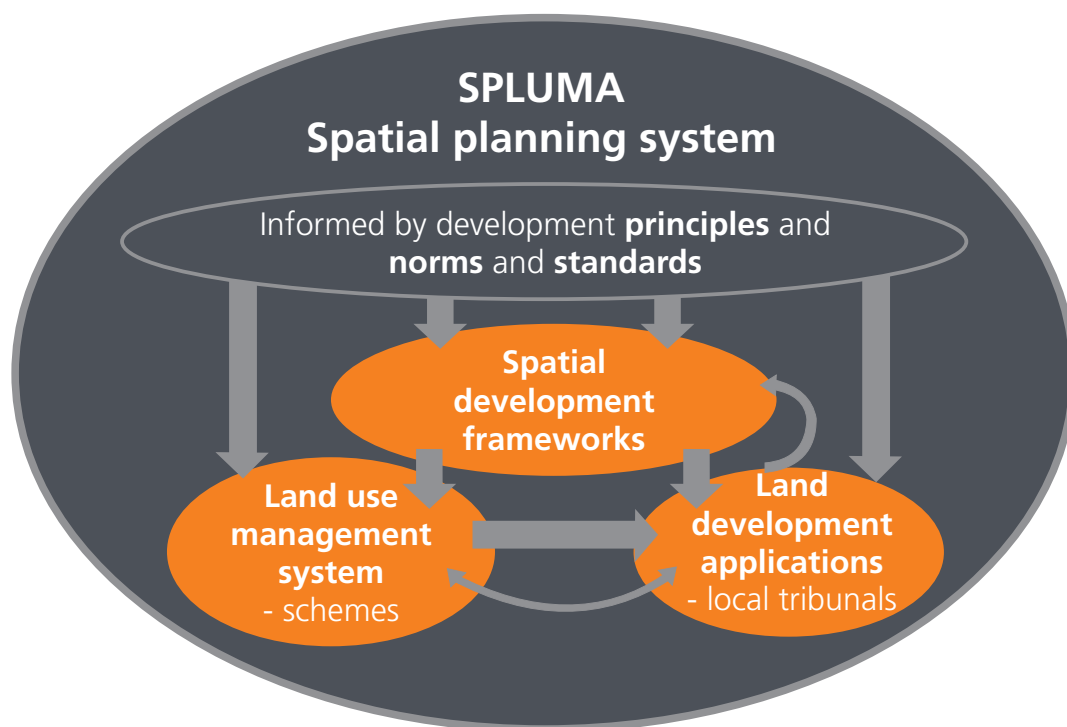 SPLUMA
Spatial planning system
Informed by development principles and
norms and standards
Spatial
development
frameworks
Land use
management
system
- schemes
Land
development
applications
- local tribunals